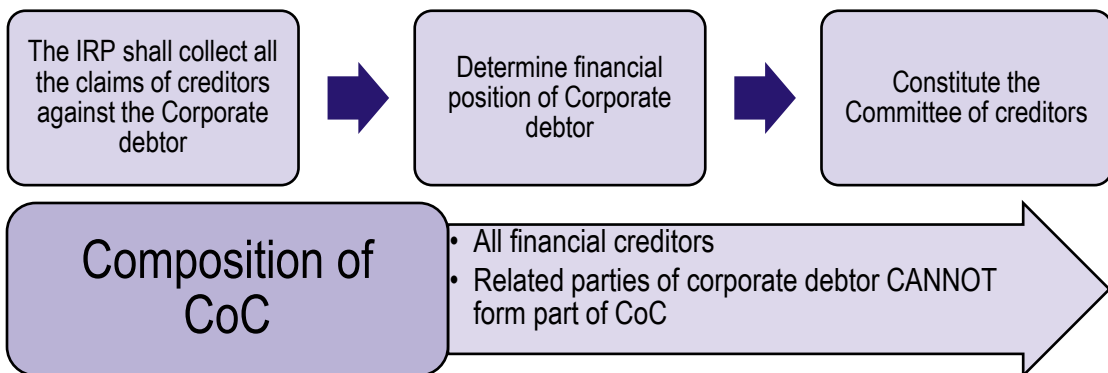 The IRP shall collect all
the claims of creditors
against the Corporate
debtor
Determine financial
position of Corporate
debtor
Constitute the
Committee of creditors
Composition of
CoC
• All financial creditors
• Related parties of corporate debtor CANNOT
form part of CoC